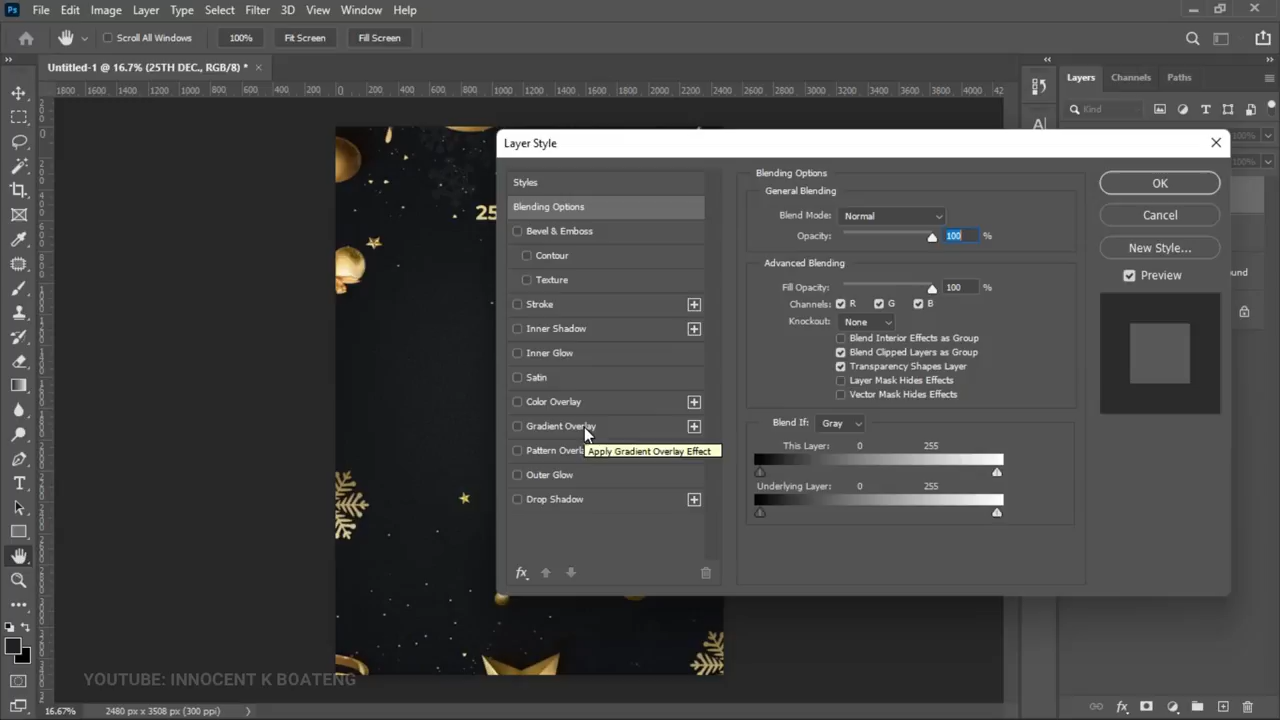 Ps File Edit Image Layer Type Select Filter 3D View Window Help
Scroll All Windows 100% Fit Screen Fill Screen
Untitled-1 @ 16.7% (25TH DEC., RGB/8) *
Layers Channels Paths
Kind
Layer Style
Styles
Blending Options
Bevel & Emboss
Contour
Texture
Stroke
Inner Shadow
Inner Glow
Satin
Color Overlay
Gradient Overlay
Pattern Overla
Apply Gradient Overlay Effect
Outer Glow
Drop Shadow
fx
Blending Options
General Blending
Blend Mode: Normal
Opacity: 100 %
Advanced Blending
Fill Opacity: 100 %
Channels: R G B
Knockout: None
Blend Interior Effects as Group
Blend Clipped Layers as Group
Transparency Shapes Layer
Layer Mask Hides Effects
Vector Mask Hides Effects
Blend If: Gray
This Layer: 0 255
Underlying Layer: 0 255
OK
Cancel
New Style...
Preview
25
YOUTUBE: INNOCENT K BOATENG
16.67% 2480 px x 3508 px (300 ppi)
fx